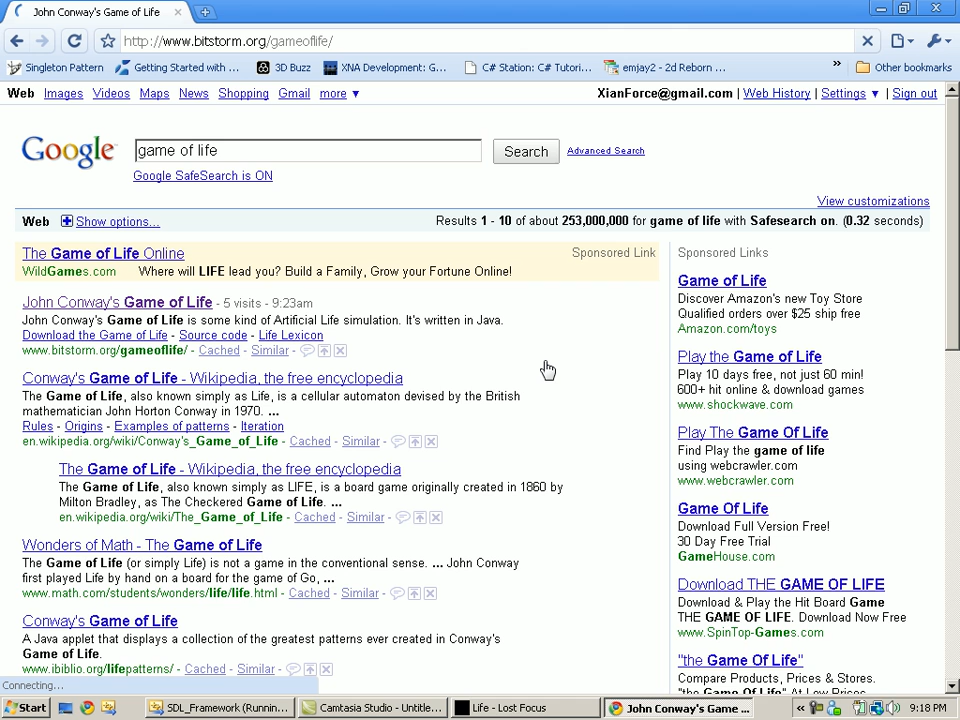 John Conway's Game of Life
http://www.bitstorm.org/gameoflife/
Singleton Pattern
Getting Started with ...
3D Buzz
XNA Development: G...
C# Station: C# Tutori...
emjay2 - 2d Reborn ...
»
Other bookmarks
Web Images Videos Maps News Shopping Gmail more ▼
XianForce@gmail.com | Web History | Settings ▼ | Sign out
Google
game of life
Search
Advanced Search
Google SafeSearch is ON
View customizations
Web Show options...
Results 1 - 10 of about 253,000,000 for game of life with Safesearch on. (0.32 seconds)
The Game of Life Online
Sponsored Link
WildGames.com Where will LIFE lead you? Build a Family, Grow your Fortune Online!
John Conway's Game of Life - 5 visits - 9:23am
John Conway's Game of Life is some kind of Artificial Life simulation. It's written in Java.
Download the Game of Life - Source code - Life Lexicon
www.bitstorm.org/gameoflife/ - Cached - Similar -
Conway's Game of Life - Wikipedia, the free encyclopedia
The Game of Life, also known simply as Life, is a cellular automaton devised by the British
mathematician John Horton Conway in 1970. ...
Rules - Origins - Examples of patterns - Iteration
en.wikipedia.org/wiki/Conway's_Game_of_Life - Cached - Similar -
The Game of Life - Wikipedia, the free encyclopedia
The Game of Life, also known simply as LIFE, is a board game originally created in 1860 by
Milton Bradley, as The Checkered Game of Life. ...
en.wikipedia.org/wiki/The_Game_of_Life - Cached - Similar -
Wonders of Math - The Game of Life
The Game of Life (or simply Life) is not a game in the conventional sense. ... John Conway
first played Life by hand on a board for the game of Go, ...
www.math.com/students/wonders/life/life.html - Cached - Similar -
Conway's Game of Life
A Java applet that displays a collection of the greatest patterns ever created in Conway's
Game of Life.
www.ibiblio.org/lifepatterns/ - Cached - Similar -
Sponsored Links
Game of Life
Discover Amazon's new Toy Store
Qualified orders over $25 ship free
Amazon.com/toys
Play the Game of Life
Play 10 days free, not just 60 min!
600+ hit online & download games
www.shockwave.com
Play The Game Of Life
Find Play the game of life
using webcrawler.com
www.webcrawler.com
Game Of Life
Download Full Version Free!
30 Day Free Trial
GameHouse.com
Download THE GAME OF LIFE
Download & Play the Hit Board Game
THE GAME OF LIFE. Download Now Free
www.SpinTop-Games.com
"the Game Of Life"
Compare Products, Prices & Stores.
"the Game Of Life" At Low Prices
Connecting...
Start
SDL_Framework (Runnin...
Camtasia Studio - Untitle...
Life - Lost Focus
John Conway's Game ...
«
9:18 PM